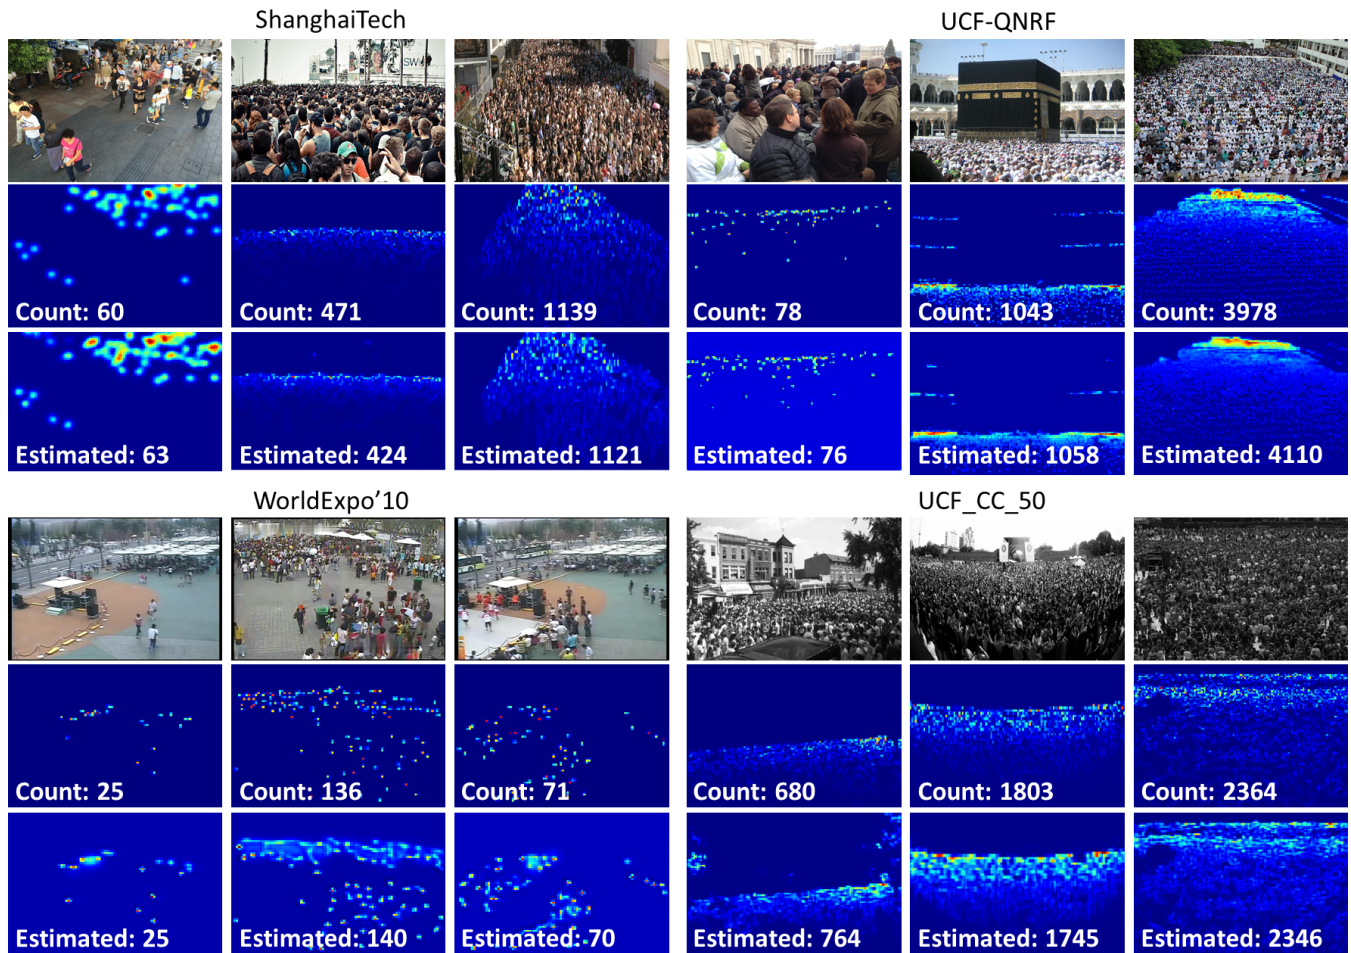 ShanghaiTech
UCF-QNRF
SW
Count: 60
Count: 471
Count: 1139
Count: 78
Count: 1043
Count: 3978
Estimated: 63
Estimated: 424
Estimated: 1121
Estimated: 76
Estimated: 1058
Estimated: 4110
WorldExpo’10
UCF_CC_50
Count: 25
Count: 136
Count: 71
Count: 680
Count: 1803
Count: 2364
Estimated: 25
Estimated: 140
Estimated: 70
Estimated: 764
Estimated: 1745
Estimated: 2346